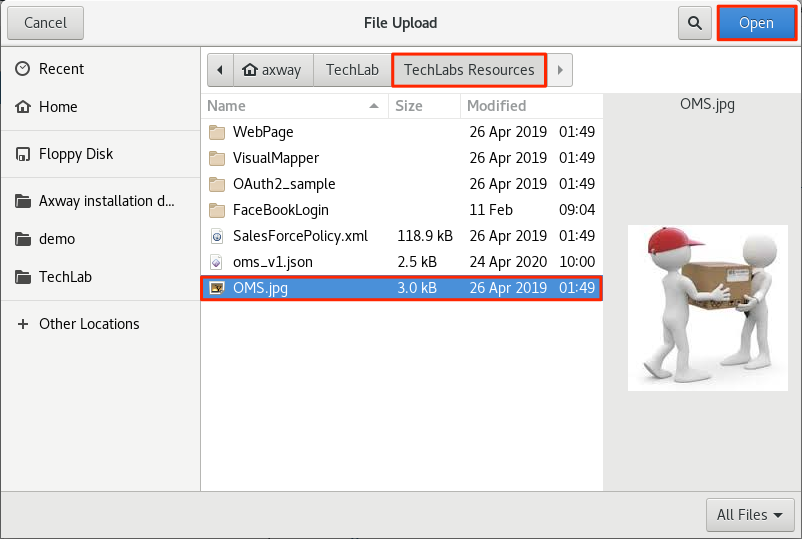 Cancel File Upload Open
Recent
Home
Floppy Disk
Axway installation d...
demo
TechLab
Other Locations
axway TechLab TechLabs Resources
Name Size Modified
WebPage 26 Apr 2019 01:49
VisualMapper 26 Apr 2019 01:49
OAuth2_sample 26 Apr 2019 01:49
FaceBookLogin 11 Feb 09:04
SalesForcePolicy.xml 118.9 kB 26 Apr 2019 01:49
oms_v1.json 2.5 kB 24 Apr 2020 10:00
OMS.jpg 3.0 kB 26 Apr 2019 01:49
OMS.jpg
All Files